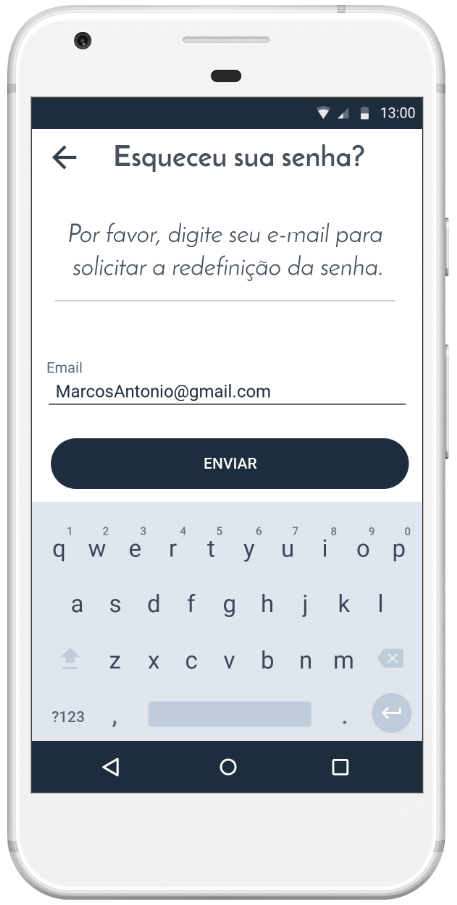 13:00
Esqueceu sua senha?
Por favor, digite seu e-mail para
solicitar a redefinição da senha.
Email
MarcosAntonio@gmail.com
ENVIAR
1 2 3 4 5 6 7 8 9 0
q w e r t y u i o p
a s d f g h j k l
z x c v b n m
?123 , .